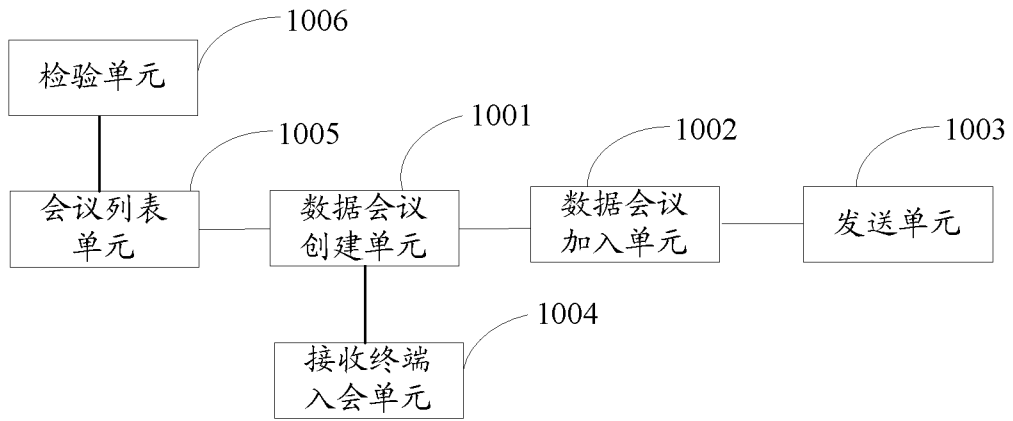 1006
检验单元
1005
会议列表
单元
1001
数据会议
创建单元
1002
数据会议
加入单元
1003
发送单元
1004
接收终端
入会单元